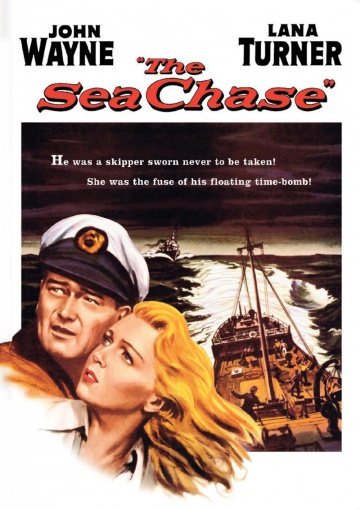 JOHN WAYNE
LANA TURNER
"The
Sea Chase"
He was a skipper sworn never to be taken!
She was the fuse of his floating time-bomb!